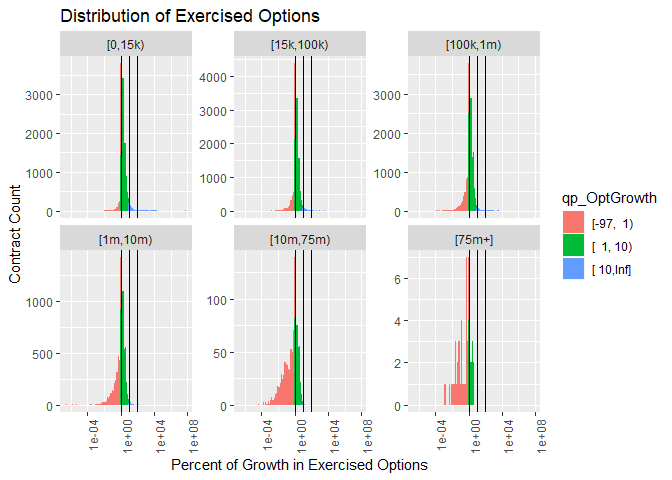 Distribution of Exercised Options
[0,15k)
[15k,100k)
[100k,1m)
3000
2000
1000
0
4000
3000
2000
1000
0
3000
2000
1000
0
[1m,10m)
[10m,75m)
[75m+]
1000
500
0
100
50
0
6
4
2
0
1e-04
1e+00
1e+04
1e+08
1e-04
1e+00
1e+04
1e+08
1e-04
1e+00
1e+04
1e+08
Contract Count
Percent of Growth in Exercised Options
qp_OptGrowth
[-97, 1)
[ 1, 10)
[ 10,Inf]